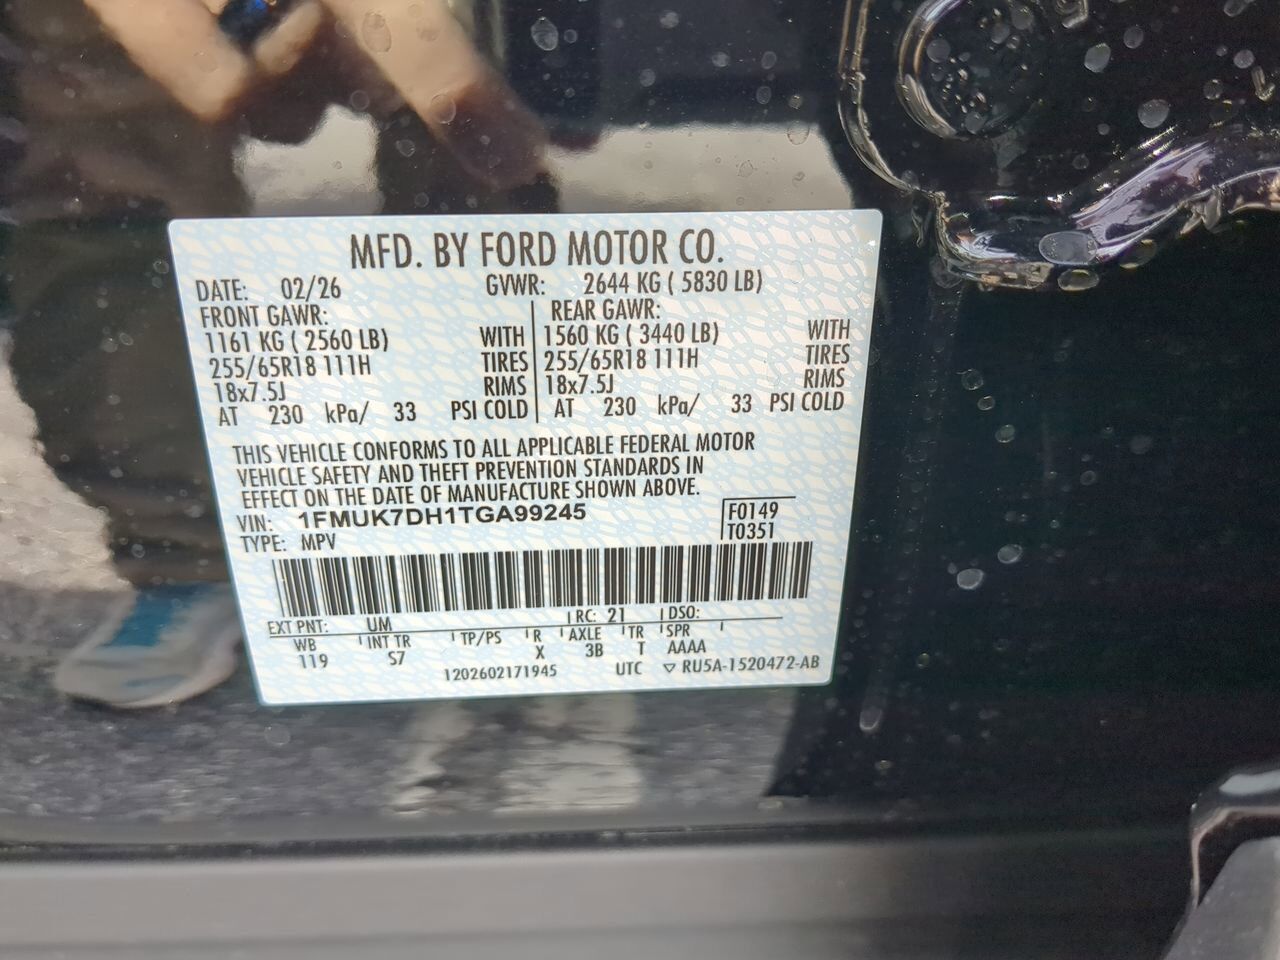 MFD. BY FORD MOTOR CO.
DATE: 02/26 GVWR: 2644 KG ( 5830 LB)
FRONT GAWR: REAR GAWR:
1161 KG ( 2560 LB) WITH 1560 KG ( 3440 LB) WITH
255/65R18 111H TIRES 255/65R18 111H TIRES
18x7.5J RIMS 18x7.5J RIMS
AT 230 kPa/ 33 PSI COLD AT 230 kPa/ 33 PSI COLD
THIS VEHICLE CONFORMS TO ALL APPLICABLE FEDERAL MOTOR
VEHICLE SAFETY AND THEFT PREVENTION STANDARDS IN
EFFECT ON THE DATE OF MANUFACTURE SHOWN ABOVE.
VIN: 1FMUK7DH1TGA99245 F0149
TYPE: MPV T0351
EXT PNT: UM RC: 21 DSO:
WB INT TR TP/PS R AXLE TR SPR
119 S7 X 3B T AAAA
1202602171945 UTC ▽ RU5A-1520472-AB